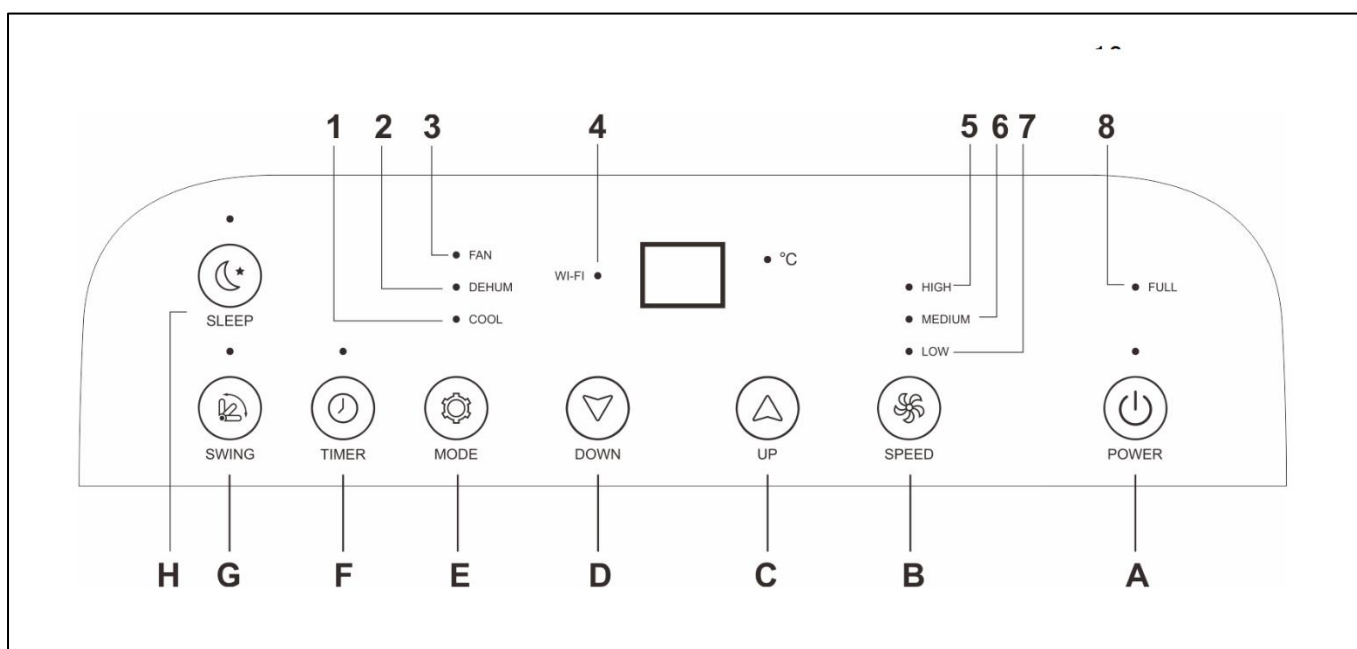 1 2 3 4 5 6 7 8
FAN
°C
WI-FI
DEHUM
HIGH
FULL
SLEEP
COOL
MEDIUM
LOW
SWING TIMER MODE DOWN UP SPEED POWER
H G F E D C B A